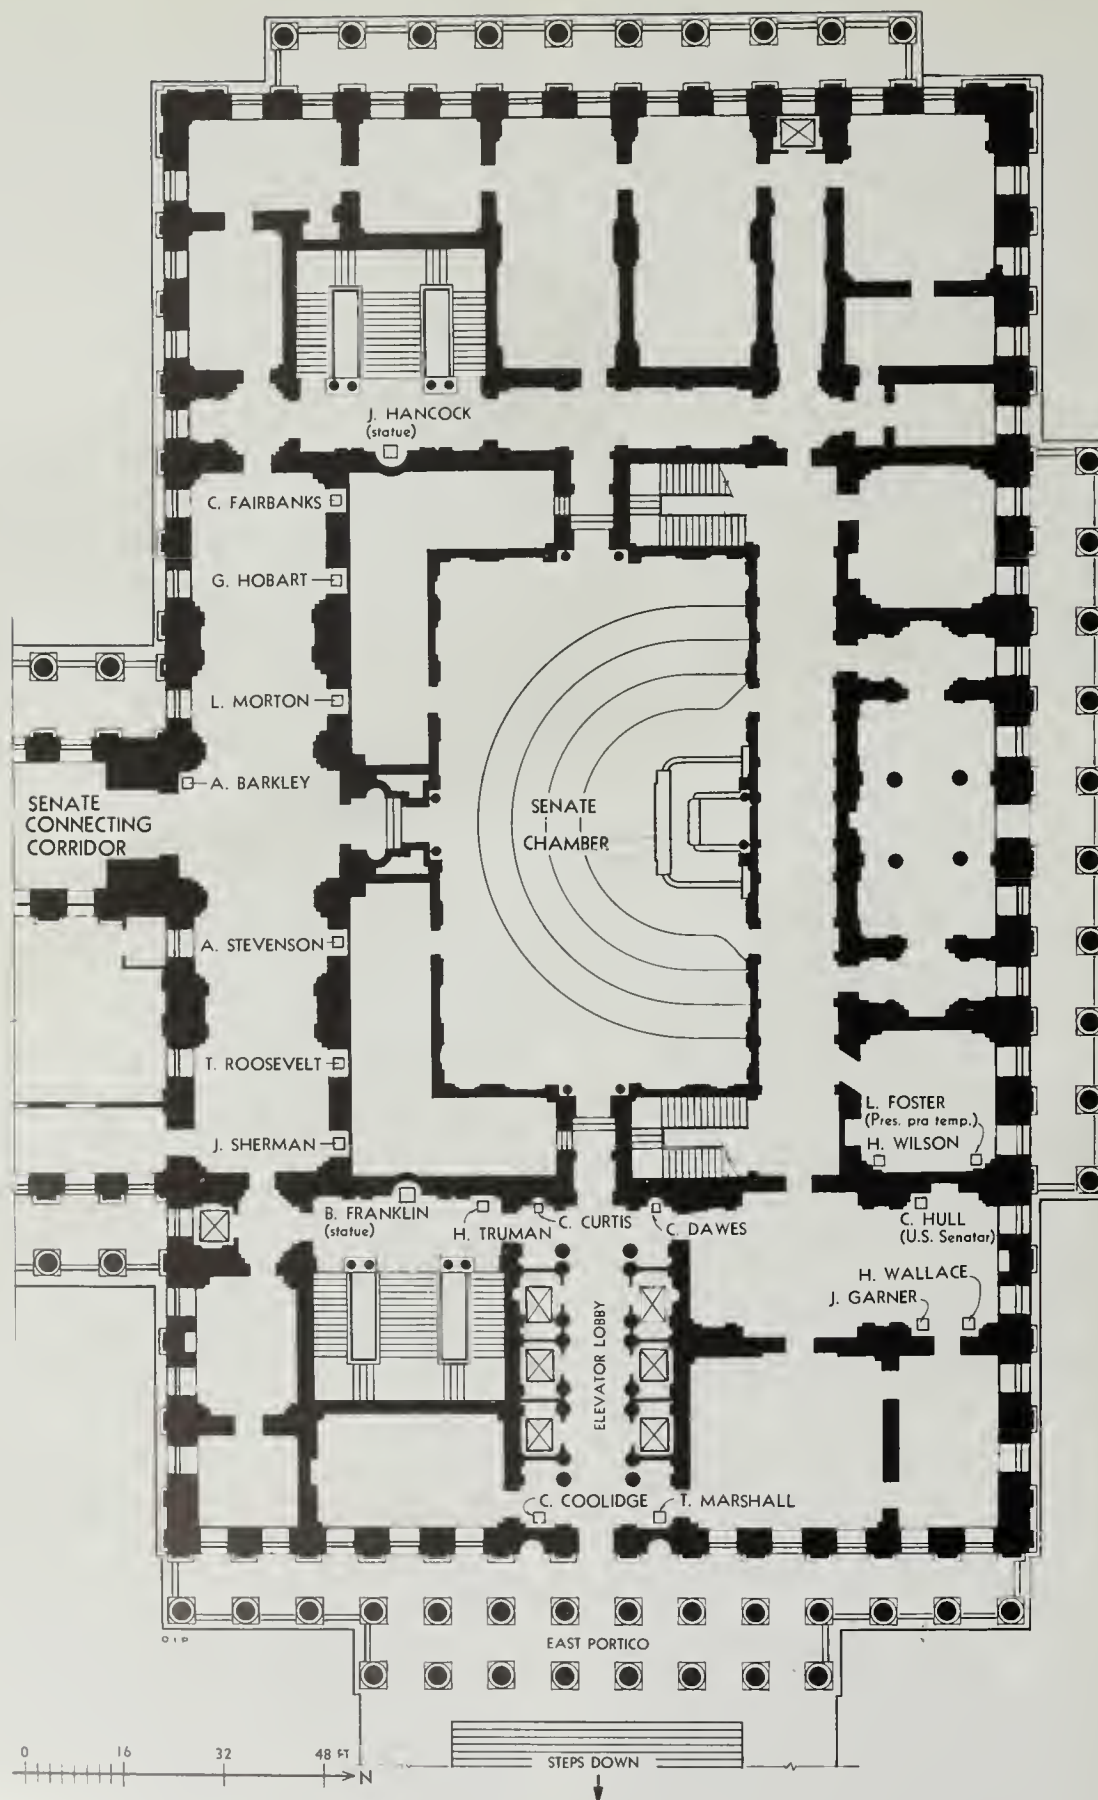 J. HANCOCK
(statue)
C. FAIRBANKS
G. HOBART
L. MORTON
A. BARKLEY
SENATE
CONNECTING
CORRIDOR
SENATE
CHAMBER
A. STEVENSON
T. ROOSEVELT
J. SHERMAN
L. FOSTER
(Pres. pra temp.)
H. WILSON
B. FRANKLIN
(statue)
H. TRUMAN
C. CURTIS
C. DAWES
C. HULL
(U.S. Senatar)
H. WALLACE
J. GARNER
ELEVATOR LOBBY
C. COOLIDGE
T. MARSHALL
EAST PORTICO
0 16 32 48 FT
N
STEPS DOWN